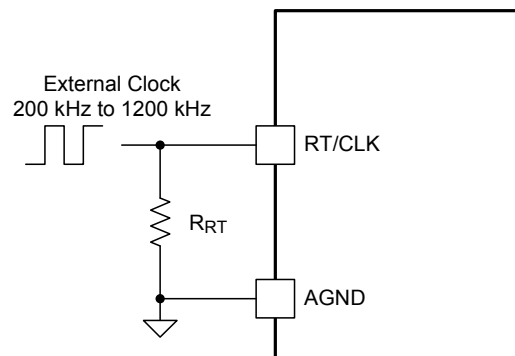 External Clock
200 kHz to 1200 kHz
RT/CLK
RRT
AGND